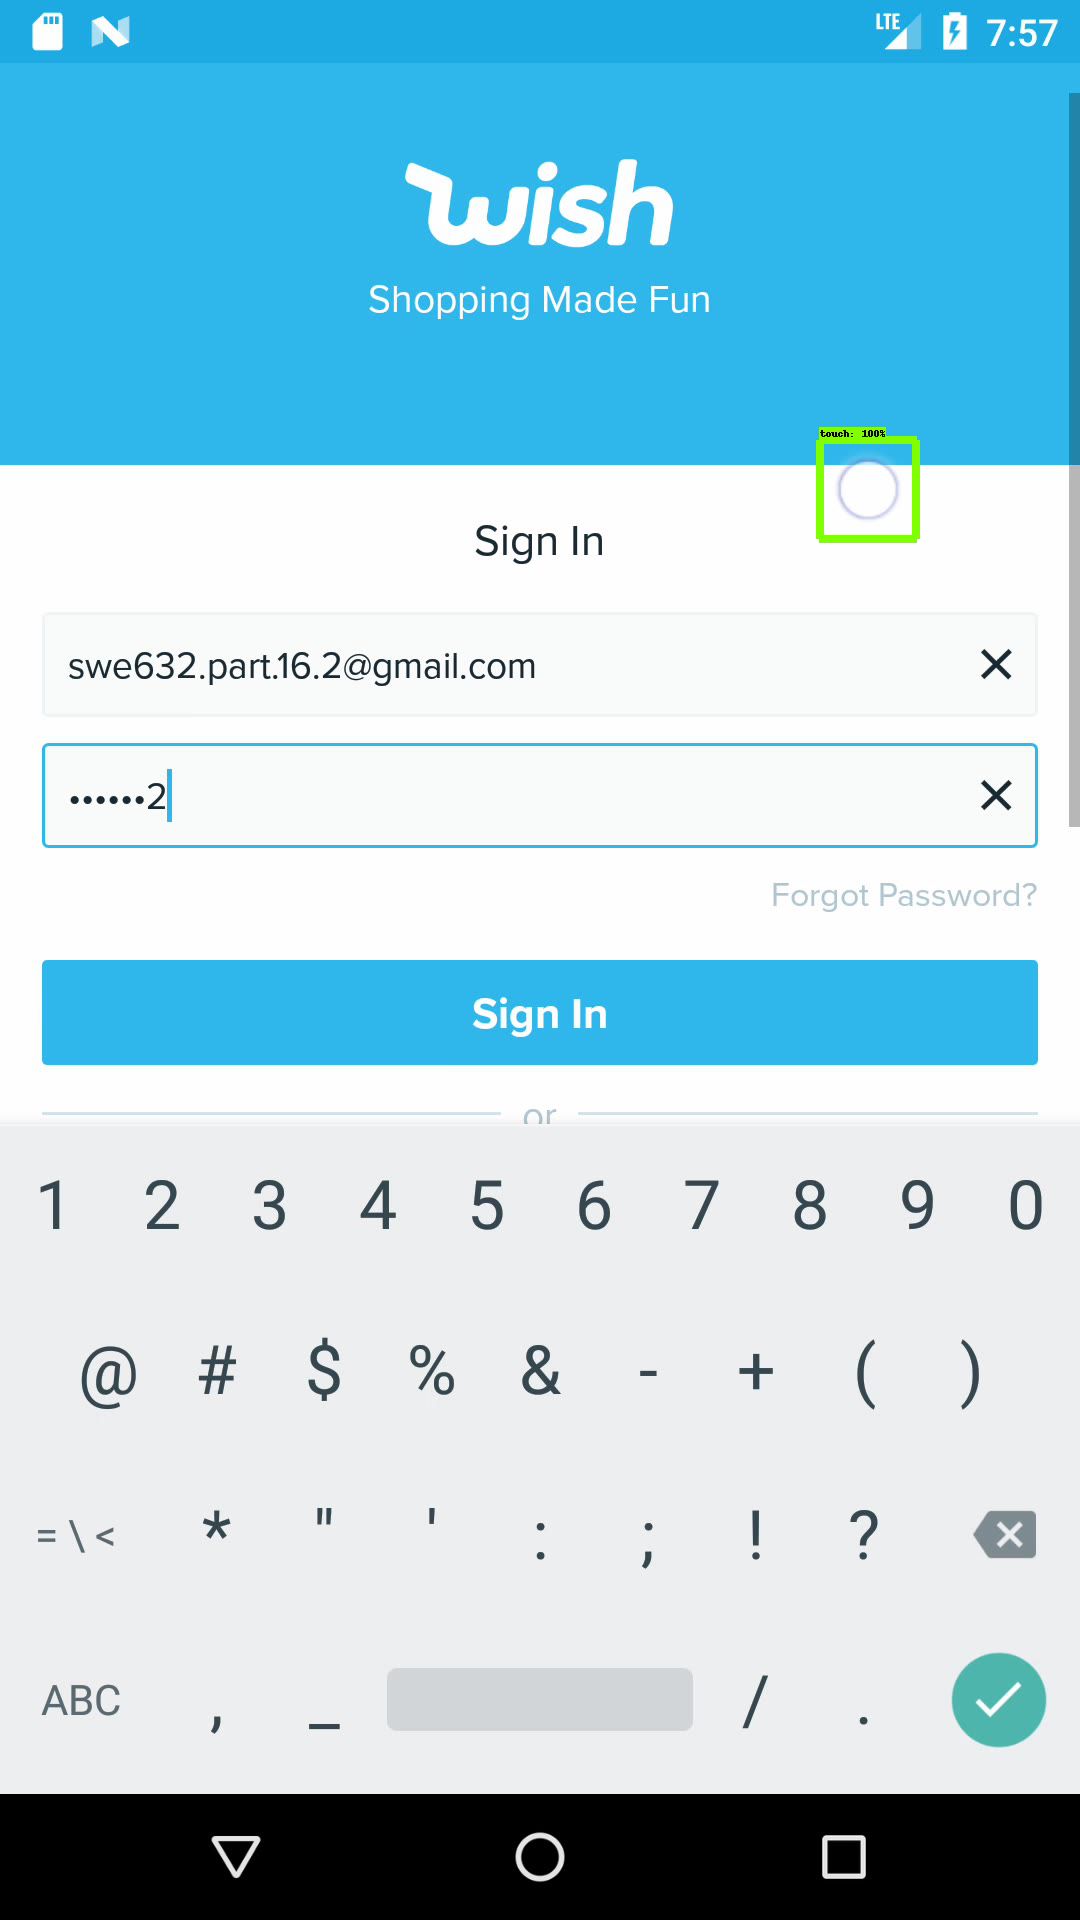 LTE 7:57
wish
Shopping Made Fun
touch: 100%
Sign In
swe632.part.16.2@gmail.com
••••••2
Forgot Password?
Sign In
or
1 2 3 4 5 6 7 8 9 0
@ # $ % & - + ( )
= \ < * " ' : ; ! ?
ABC , _ / .